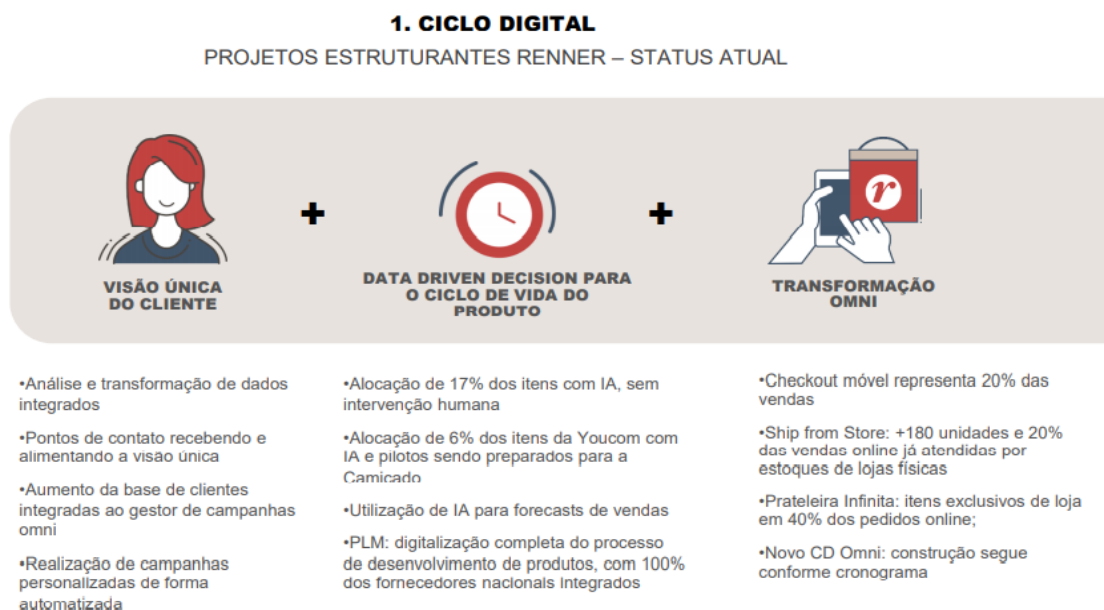 1. CICLO DIGITAL
PROJETOS ESTRUTURANTES RENNER – STATUS ATUAL
VISÃO ÚNICA
DO CLIENTE
+
DATA DRIVEN DECISION PARA
O CICLO DE VIDA DO
PRODUTO
+
r
TRANSFORMAÇÃO
OMNI
•Análise e transformação de dados
integrados
•Pontos de contato recebendo e
alimentando a visão única
•Aumento da base de clientes
integradas ao gestor de campanhas
omni
•Realização de campanhas
personalizadas de forma
automatizada
•Alocação de 17% dos itens com IA, sem
intervenção humana
•Alocação de 6% dos itens da Youcom com
IA e pilotos sendo preparados para a
Camicado
•Utilização de IA para forecasts de vendas
•PLM: digitalização completa do processo
de desenvolvimento de produtos, com 100%
dos fornecedores nacionais integrados
•Checkout móvel representa 20% das
vendas
•Ship from Store: +180 unidades e 20%
das vendas online já atendidas por
estoques de lojas físicas
•Prateleira Infinita: itens exclusivos de loja
em 40% dos pedidos online;
•Novo CD Omni: construção segue
conforme cronograma